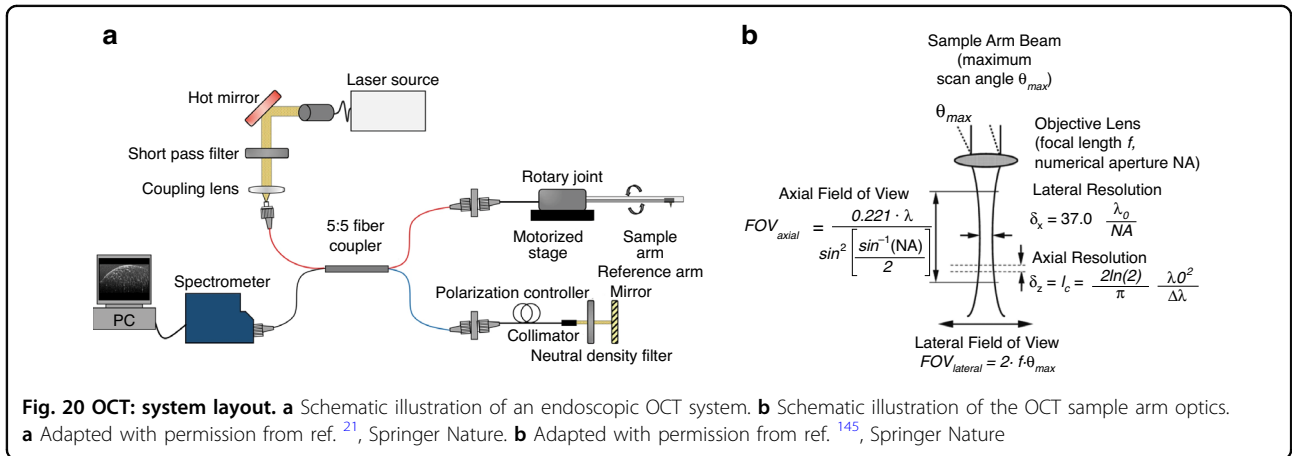 a
Laser source
Hot mirror
Short pass filter
Coupling lens
5:5 fiber
coupler
Rotary joint
Motorized
stage
Sample
arm
Reference arm
Mirror
Polarization controller
Collimator
Neutral density filter
Spectrometer
PC
b
Sample Arm Beam
(maximum
scan angle θmax)
θmax
Objective Lens
(focal length f,
numerical aperture NA)
Lateral Resolution
δx = 37.0 λ0/NA
Axial Resolution
δz = lc = 2ln(2)/π λ0²/Δλ
Axial Field of View
FOVaxial = 0.221 · λ / sin² [sin⁻¹(NA)/2]
Lateral Field of View
FOVlateral = 2· f·θmax
Fig. 20 OCT: system layout. a Schematic illustration of an endoscopic OCT system. b Schematic illustration of the OCT sample arm optics.
a Adapted with permission from ref. 21, Springer Nature. b Adapted with permission from ref. 145, Springer Nature